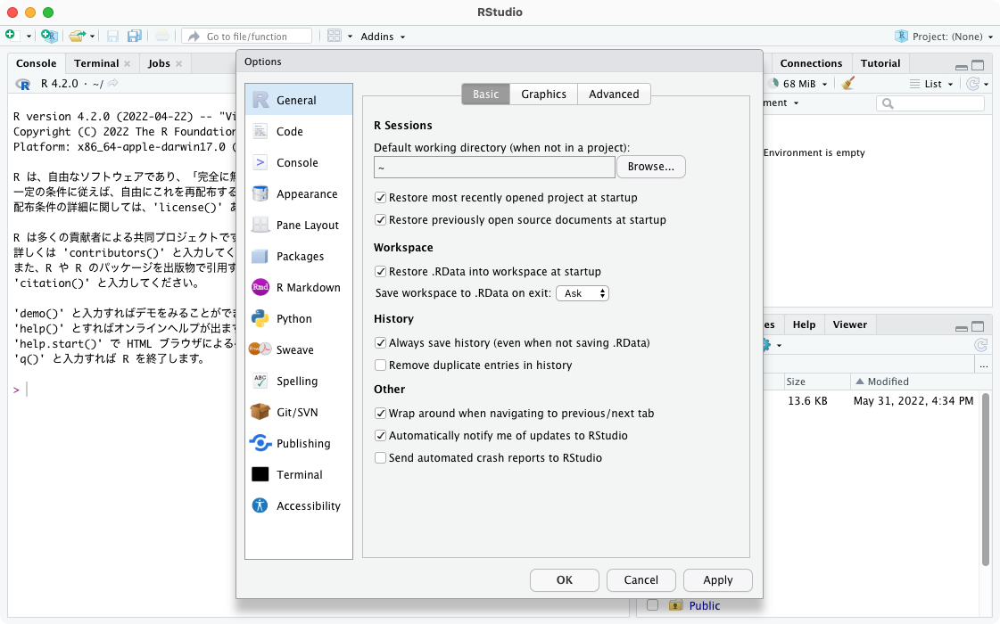 RStudio
Go to file/function
Addins
Project: (None)
Console
Terminal
Jobs
R 4.2.0 · ~/
R version 4.2.0 (2022-04-22) -- "Vi
Copyright (C) 2022 The R Foundation
Platform: x86_64-apple-darwin17.0 (
R は、自由なソフトウェアであり、「完全に無
一定の条件に従えば、自由にこれを再配布する
配布条件の詳細に関しては、'license()' あ
R は多くの貢献者による共同プロジェクトです
詳しくは 'contributors()' と入力してく
また、R や R のパッケージを出版物で引用す
'citation()' と入力してください。
'demo()' と入力すればデモをみることができま
'help()' とすればオンラインヘルプが出ます
'help.start()' で HTML ブラウザによるヘ
'q()' と入力すれば R を終了します。
>
Options
General
Code
Console
Appearance
Pane Layout
Packages
R Markdown
Python
Sweave
Spelling
Git/SVN
Publishing
Terminal
Accessibility
Basic
Graphics
Advanced
R Sessions
Default working directory (when not in a project):
~
Browse...
Restore most recently opened project at startup
Restore previously open source documents at startup
Workspace
Restore .RData into workspace at startup
Save workspace to .RData on exit:
Ask
History
Always save history (even when not saving .RData)
Remove duplicate entries in history
Other
Wrap around when navigating to previous/next tab
Automatically notify me of updates to RStudio
Send automated crash reports to RStudio
OK
Cancel
Apply
Connections
Tutorial
68 MiB
List
ment
Environment is empty
es
Help
Viewer
...
Size
Modified
13.6 KB
May 31, 2022, 4:34 PM
Public